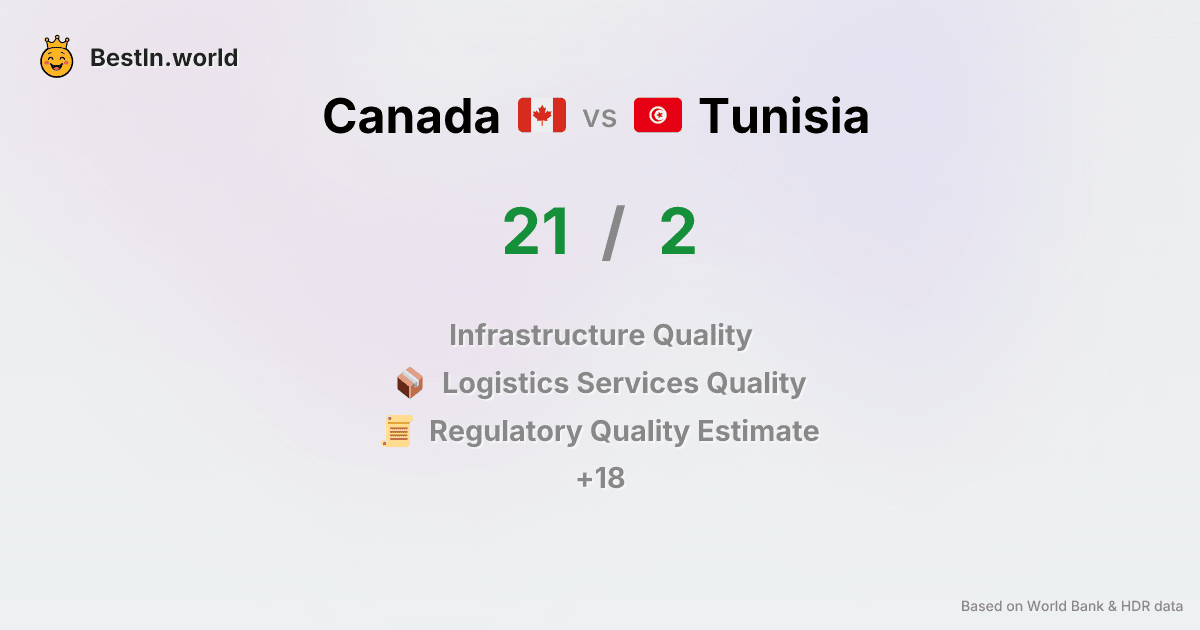 BestIn.world
Canada vs Tunisia
21 / 2
Infrastructure Quality
Logistics Services Quality
Regulatory Quality Estimate
+18
Based on World Bank & HDR data